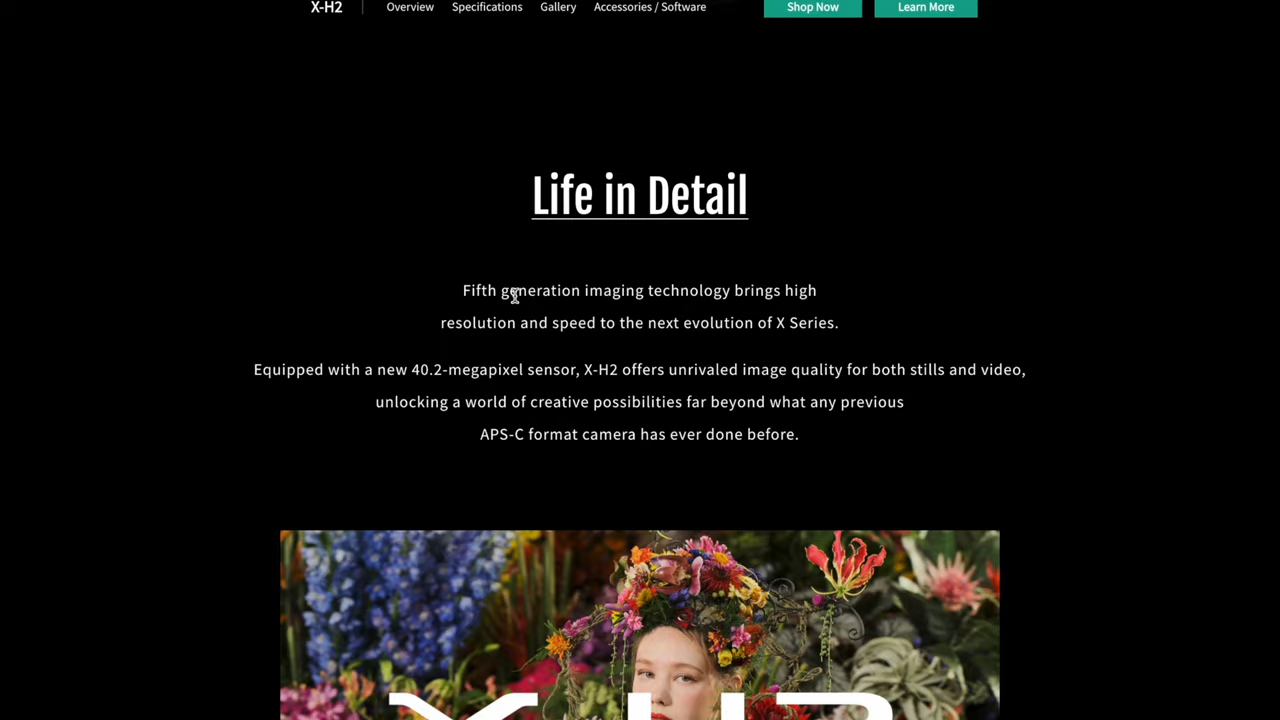 X-H2 Overview Specifications Gallery Accessories / Software Shop Now Learn More
Life in Detail
Fifth generation imaging technology brings high
resolution and speed to the next evolution of X Series.
Equipped with a new 40.2-megapixel sensor, X-H2 offers unrivaled image quality for both stills and video,
unlocking a world of creative possibilities far beyond what any previous
APS-C format camera has ever done before.
X-H2